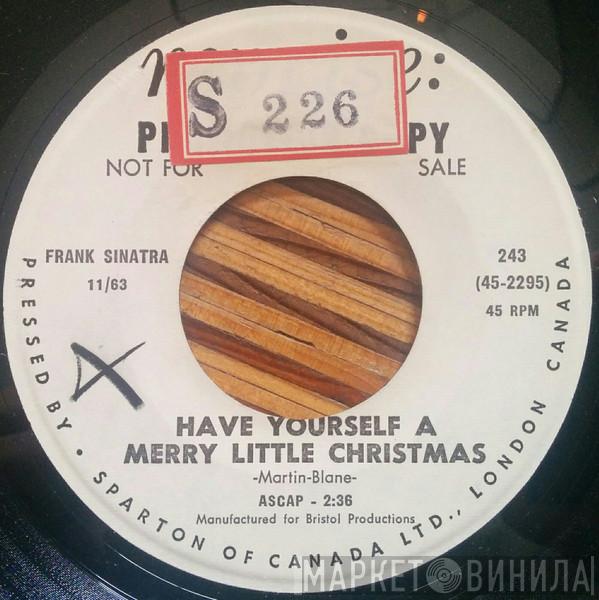 S 226
PY
NOT FOR SALE
FRANK SINATRA
11/63
243
(45-2295)
45 RPM
HAVE YOURSELF A
MERRY LITTLE CHRISTMAS
-Martin-Blane-
ASCAP - 2:36
Manufactured for Bristol Productions
PRESSED BY • SPARTON OF CANADA LTD., LONDON CANADA
МАРКЕТ ВИНИЛА